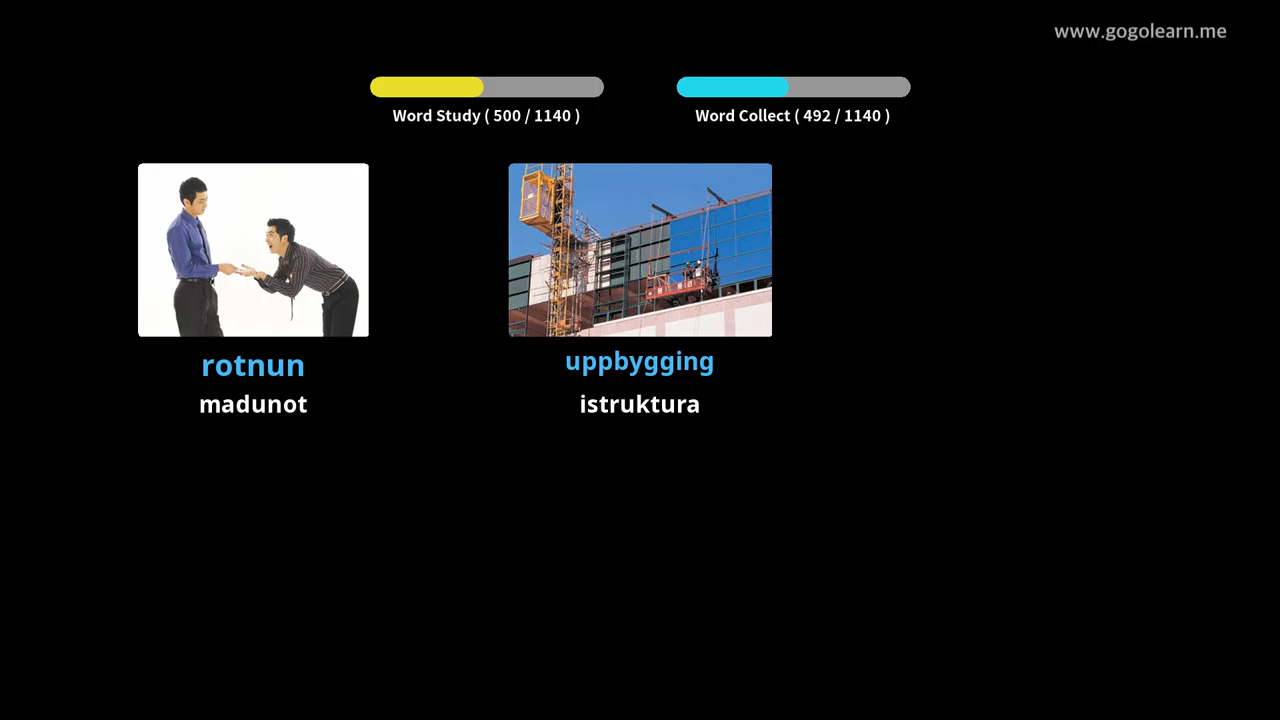 www.gogolearn.me
Word Study ( 500 / 1140 )
Word Collect ( 492 / 1140 )
rotnun
madunot
uppbygging
istruktura